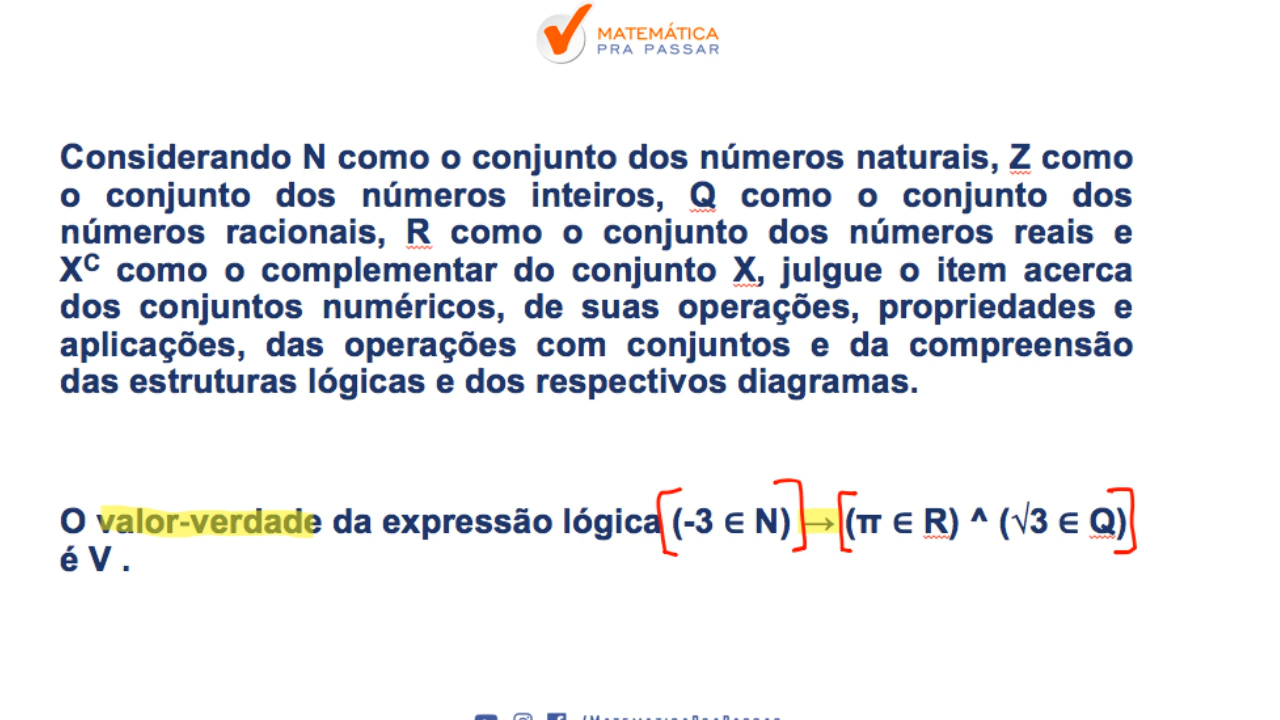 MATEMÁTICA
PRA PASSAR
Considerando N como o conjunto dos números naturais, Z como
o conjunto dos números inteiros, Q como o conjunto dos
números racionais, R como o conjunto dos números reais e
Xᶜ como o complementar do conjunto X, julgue o item acerca
dos conjuntos numéricos, de suas operações, propriedades e
aplicações, das operações com conjuntos e da compreensão
das estruturas lógicas e dos respectivos diagramas.
O valor-verdade da expressão lógica (-3 ∈ N) → (π ∈ R) ^ (√3 ∈ Q)
é V .
/MATEMATICAPRAPASSAR